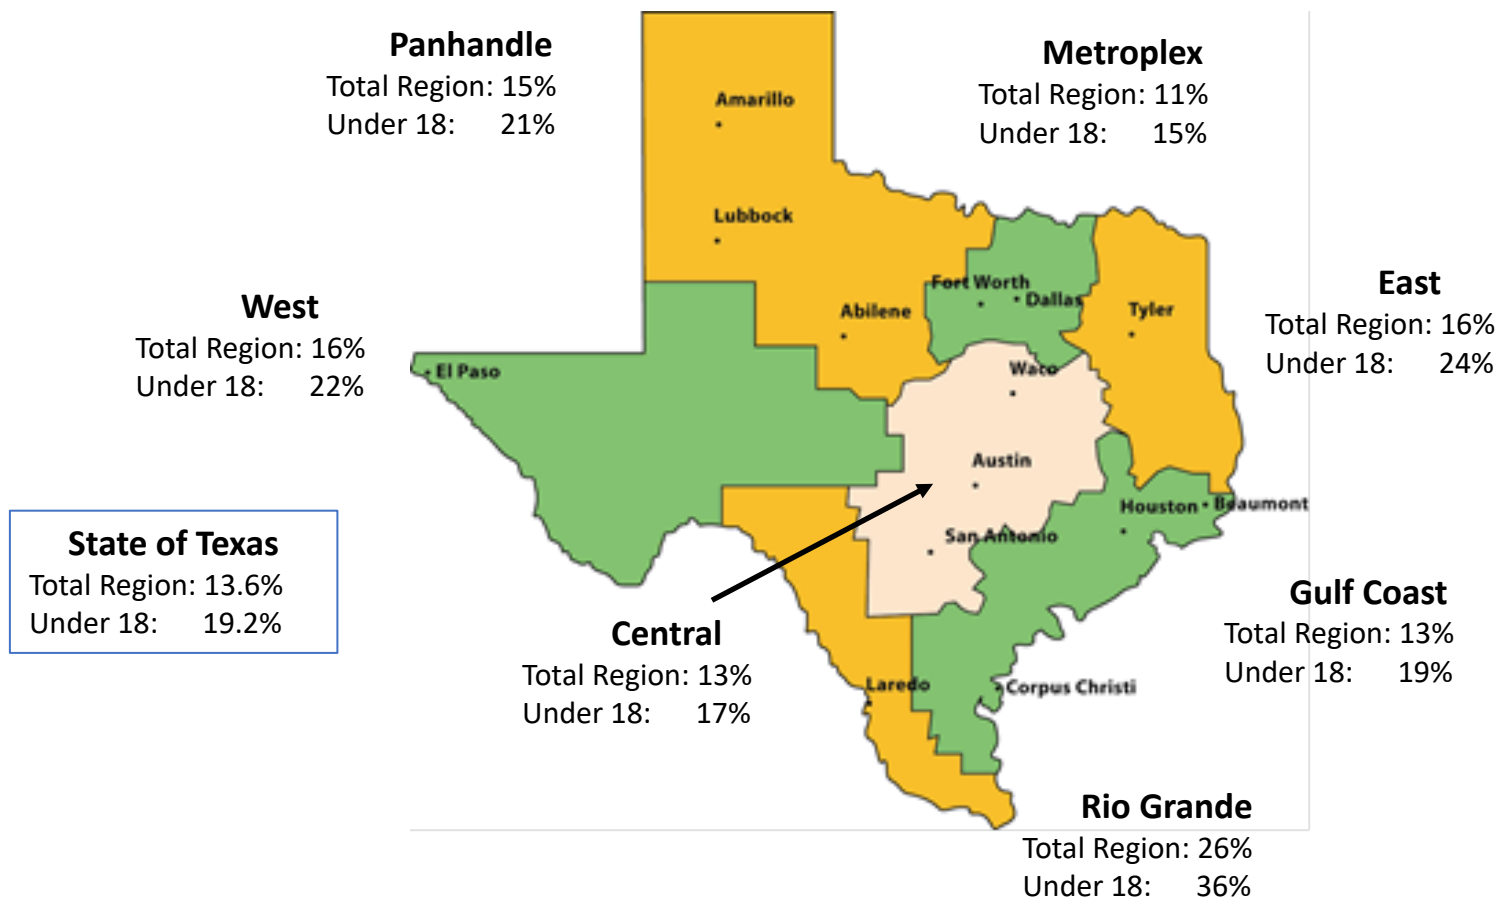 Panhandle
Total Region: 15%
Under 18: 21%
Metroplex
Total Region: 11%
Under 18: 15%
Amarillo
Lubbock
West
Total Region: 16%
Under 18: 22%
Fort Worth
Dallas
Abilene
Tyler
East
Total Region: 16%
Under 18: 24%
El Paso
Waco
Austin
Houston
Beaumont
San Antonio
State of Texas
Total Region: 13.6%
Under 18: 19.2%
Central
Total Region: 13%
Under 18: 17%
Gulf Coast
Total Region: 13%
Under 18: 19%
Laredo
Corpus Christi
Rio Grande
Total Region: 26%
Under 18: 36%